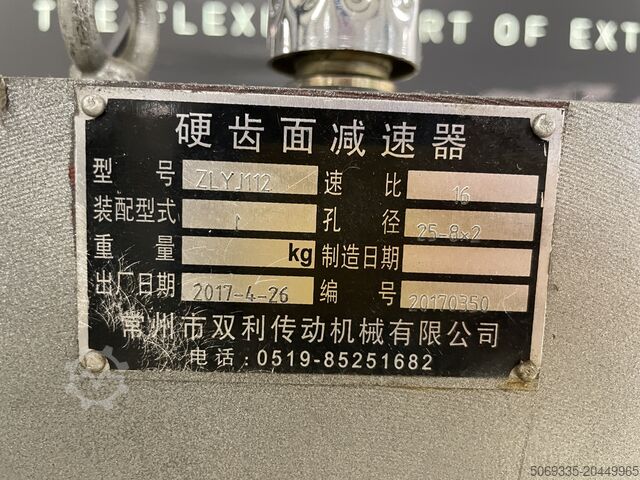 THE FLEXI RT OF EXT
硬齿面减速器
型号 ZLYJ112 速比 16
装配型式 1 孔径 25-8×2
重量 kg 制造日期
出厂日期 2017-4-26 编号 20170350
常州市双利传动机械有限公司
电话：0519-85251682
5069335-20449965